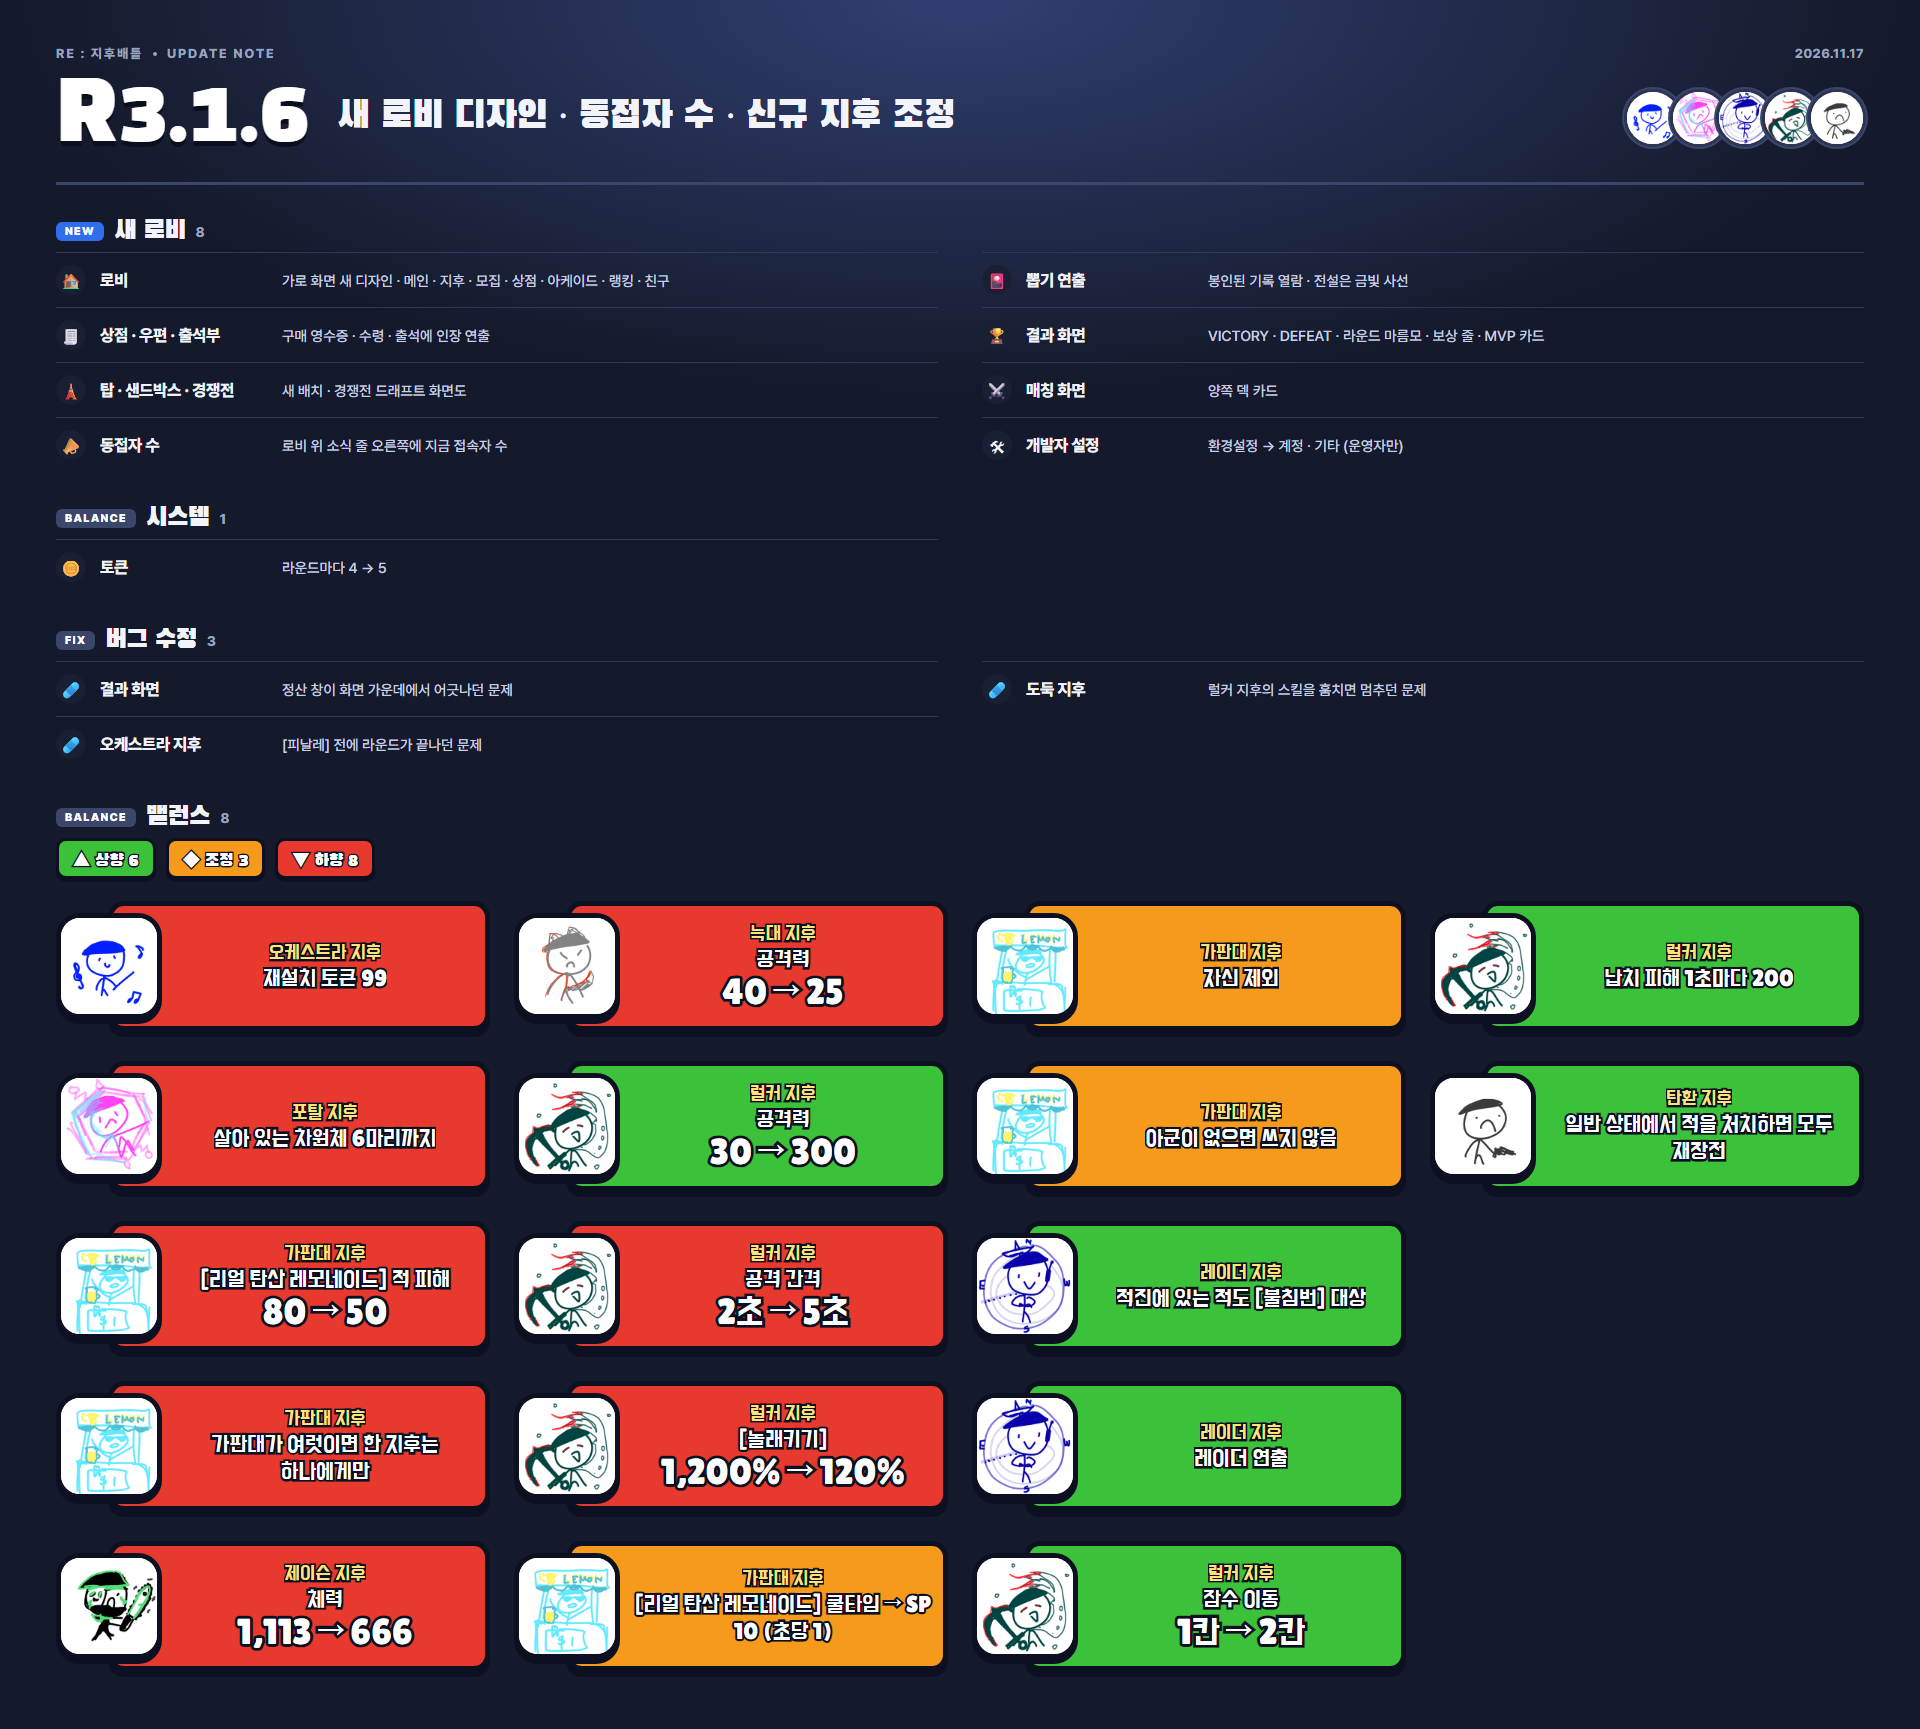 RE : 지후배틀 • UPDATE NOTE
2026.11.17
R3.1.6 새 로비 디자인 · 동접자 수 · 신규 지후 조정
NEW 새 로비 8
로비 가로 화면 새 디자인 · 메인 · 지후 · 모집 · 상점 · 아케이드 · 랭킹 · 친구
상점 · 우편 · 출석부 구매 영수증 · 수령 · 출석에 인장 연출
탑 · 샌드박스 · 경쟁전 새 배치 · 경쟁전 드래프트 화면도
동접자 수 로비 위 소식 줄 오른쪽에 지금 접속자 수
뽑기 연출 봉인된 기록 열람 · 전설은 금빛 사선
결과 화면 VICTORY · DEFEAT · 라운드 마름모 · 보상 줄 · MVP 카드
매칭 화면 양쪽 덱 카드
개발자 설정 환경설정 → 계정 · 기타 (운영자만)
BALANCE 시스템 1
토큰 라운드마다 4 → 5
FIX 버그 수정 3
결과 화면 정산 창이 화면 가운데에서 어긋나던 문제
오케스트라 지후 [피날레] 전에 라운드가 끝나던 문제
도둑 지후 럴커 지후의 스킬을 훔치면 멈추던 문제
BALANCE 밸런스 8
▲ 상향 6
◆ 조정 3
▼ 하향 8
오케스트라 지후
재설치 토큰 99
포탈 지후
살아 있는 차원체 6마리까지
가판대 지후
[리얼 탄산 레모네이드] 적 피해
80 → 50
가판대 지후
가판대가 여럿이면 한 지후는
하나에게만
제이슨 지후
체력
1,113 → 666
늑대 지후
공격력
40 → 25
럴커 지후
공격력
30 → 300
럴커 지후
공격 간격
2초 → 5초
럴커 지후
[놀래키기]
1,200% → 120%
가판대 지후
[리얼 탄산 레모네이드] 쿨타임 → SP
10 (초당 1)
가판대 지후
자신 제외
가판대 지후
아군이 없으면 쓰지 않음
레이더 지후
적진에 있는 적도 [불침번] 대상
레이더 지후
레이더 연출
럴커 지후
잠수 이동
1칸 → 2칸
럴커 지후
납치 피해 1초마다 200
탄환 지후
일반 상태에서 적을 처치하면 모두
재장전
LEMON
$1
LEMON
$1
LEMON
$1
LEMON
$1
LEMON
$1